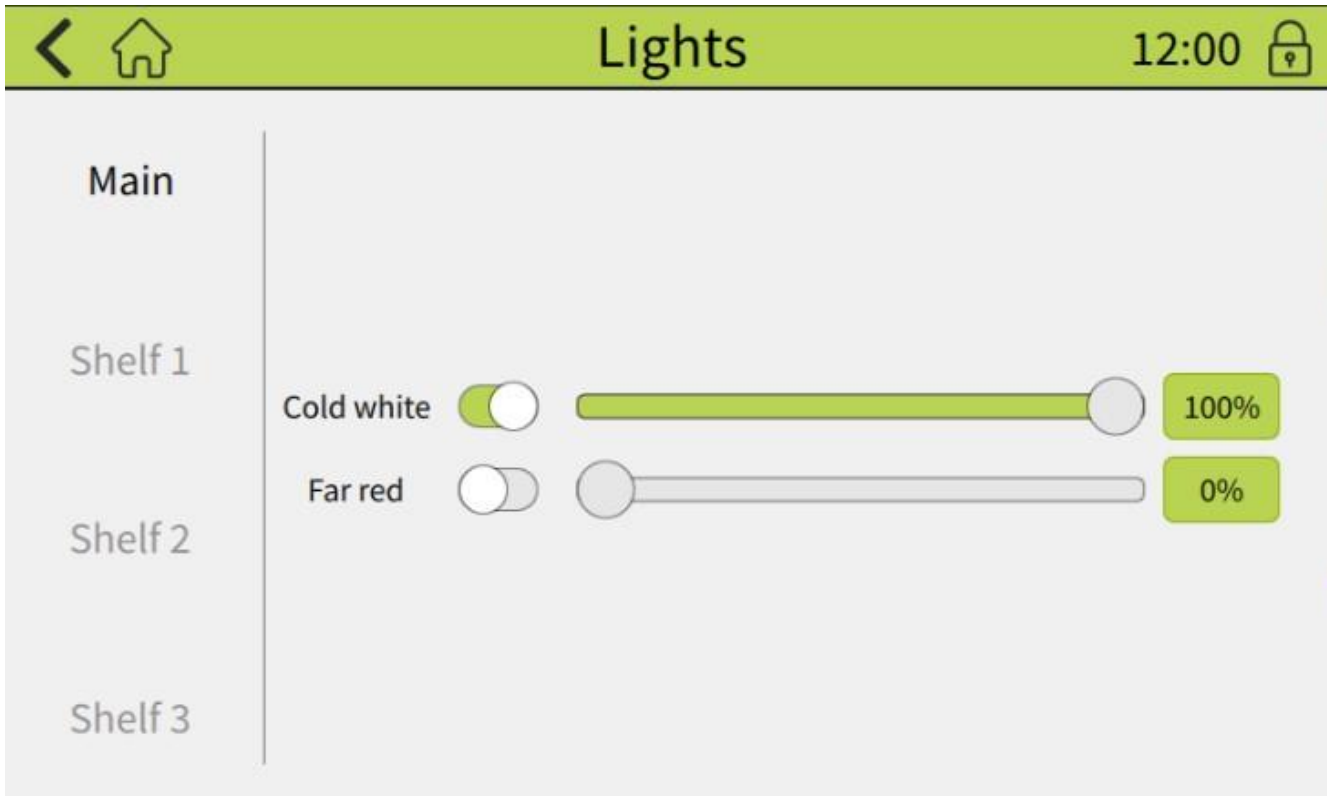 Lights
12:00
Main
Shelf 1
Shelf 2
Shelf 3
Cold white
100%
Far red
0%